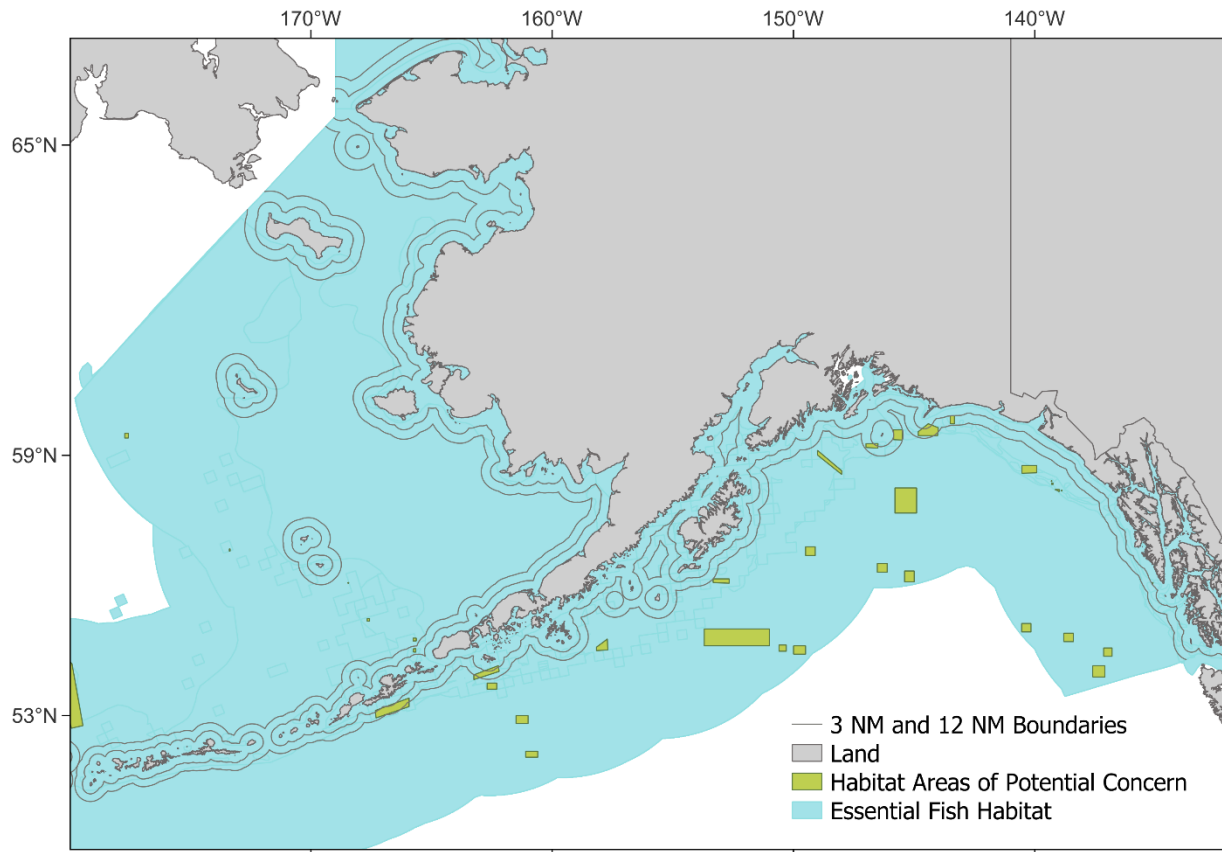 170°W 160°W 150°W 140°W
65°N
59°N
53°N
3 NM and 12 NM Boundaries
Land
Habitat Areas of Potential Concern
Essential Fish Habitat